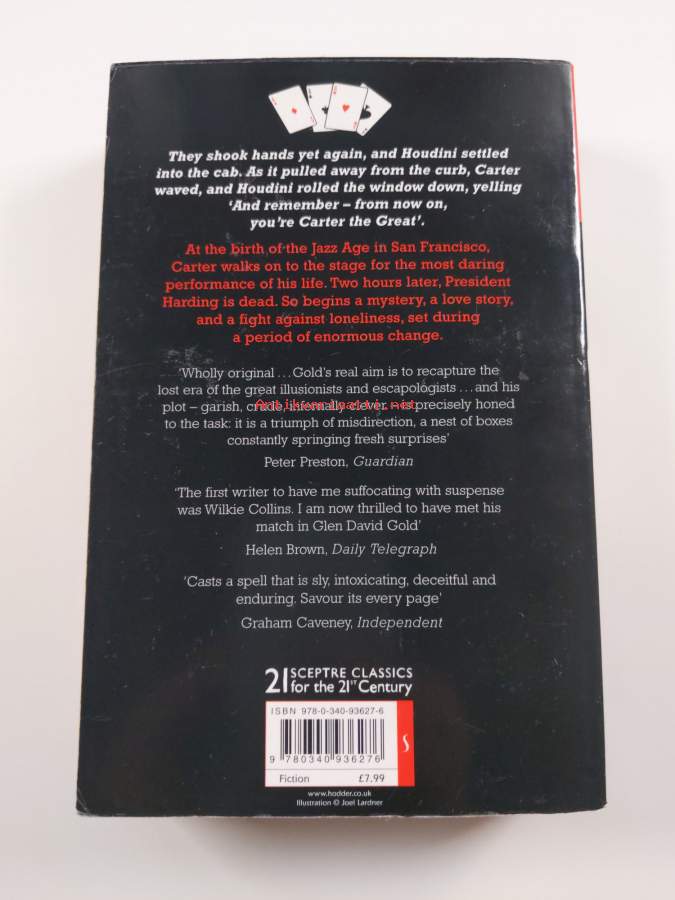 They shook hands yet again, and Houdini settled
into the cab. As it pulled away from the curb, Carter
waved, and Houdini rolled the window down, yelling
‘And remember – from now on,
you’re Carter the Great’.
At the birth of the Jazz Age in San Francisco,
Carter walks on to the stage for the most daring
performance of his life. Two hours later, President
Harding is dead. So begins a mystery, a love story,
and a fight against loneliness, set during
a period of enormous change.
‘Wholly original ... Gold’s real aim is to recapture the
lost era of the great illusionists and escapologists ... and his
plot – garish, crude, infernally clever – is precisely honed
to the task: it is a triumph of misdirection, a nest of boxes
constantly springing fresh surprises’
Peter Preston, Guardian
‘The first writer to have me suffocating with suspense
was Wilkie Collins. I am now thrilled to have met his
match in Glen David Gold’
Helen Brown, Daily Telegraph
‘Casts a spell that is sly, intoxicating, deceitful and
enduring. Savour its every page’
Graham Caveney, Independent
21 SCEPTRE CLASSICS
for the 21ST Century
ISBN 978-0-340-93627-6
9 780340 936276
Fiction £7.99
www.hodder.co.uk
Illustration © Joel Lardner